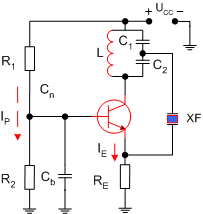 + U_CC −
C_1
L
C_2
R_1
C_n
I_P
XF
I_E
R_2
C_b
R_E